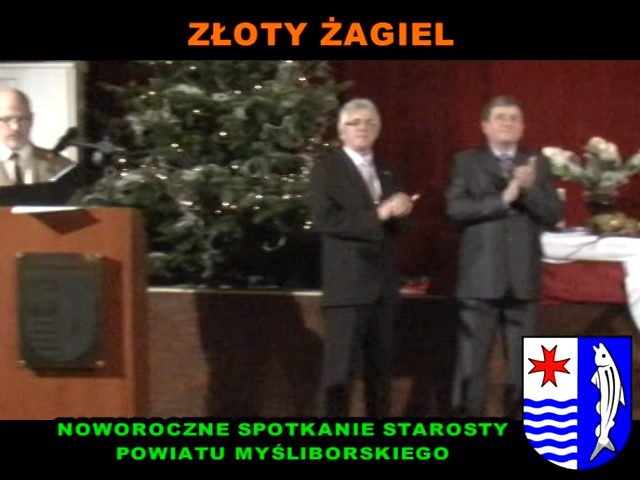 ZŁOTY ŻAGIEL
NOWOROCZNE SPOTKANIE STAROSTY
POWIATU MYŚLIBORSKIEGO